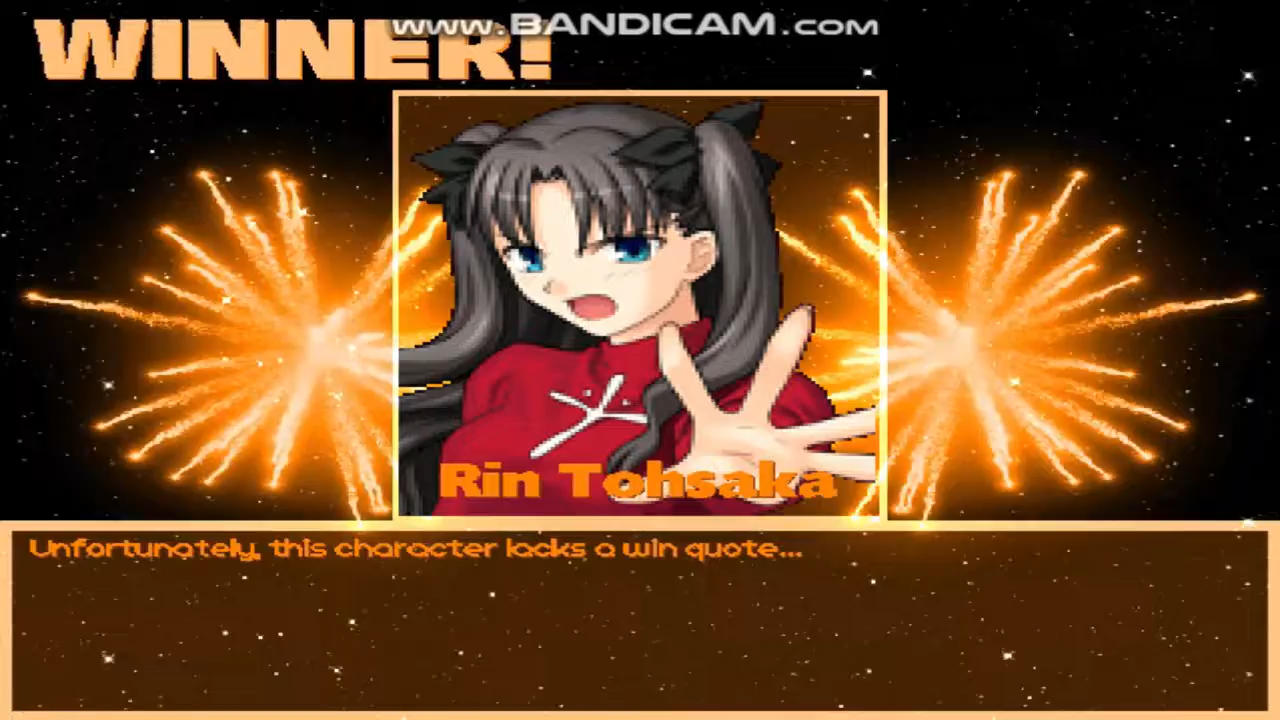 www.BANDICAM.COM
WINNER!
Rin Tohsaka
Unfortunately, this character lacks a win quote...